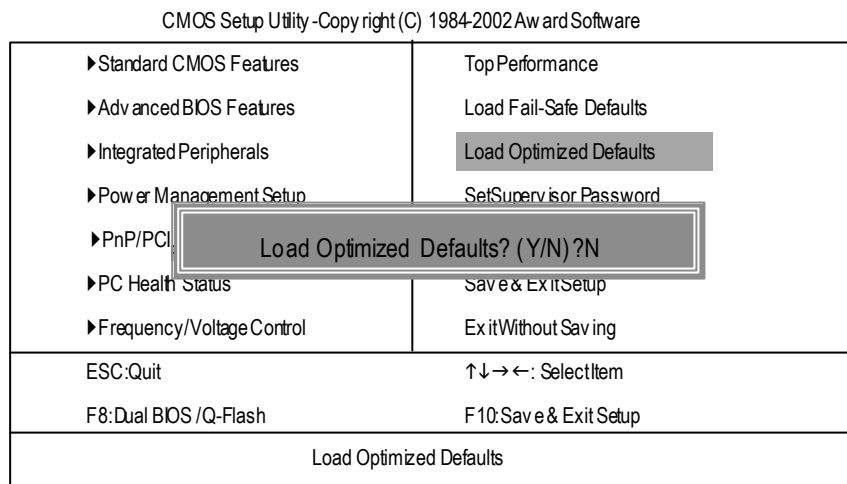 CMOS Setup Utility-Copyright (C) 1984-2002 Award Software
▶Standard CMOS Features
Top Performance
▶Advanced BIOS Features
Load Fail-Safe Defaults
▶Integrated Peripherals
Load Optimized Defaults
▶Power Management Setup
Set Supervisor Password
▶PnP/PCI
Load Optimized Defaults? (Y/N)?N
▶PC Health Status
Save & Exit Setup
▶Frequency/Voltage Control
Exit Without Saving
ESC:Quit
↑↓→←: Select Item
F8:Dual BIOS /Q-Flash
F10:Save & Exit Setup
Load Optimized Defaults